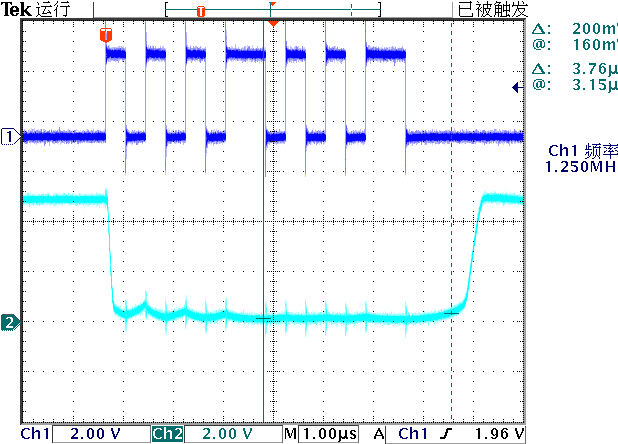 Tek 运行 已被触发
T
T
Δ: 200m
@: 160m
Δ: 3.76µ
@: 3.15µ
1
Ch1 频率
1.250MH
2
Ch1 2.00 V Ch2 2.00 V M 1.00µs A Ch1 1.96 V